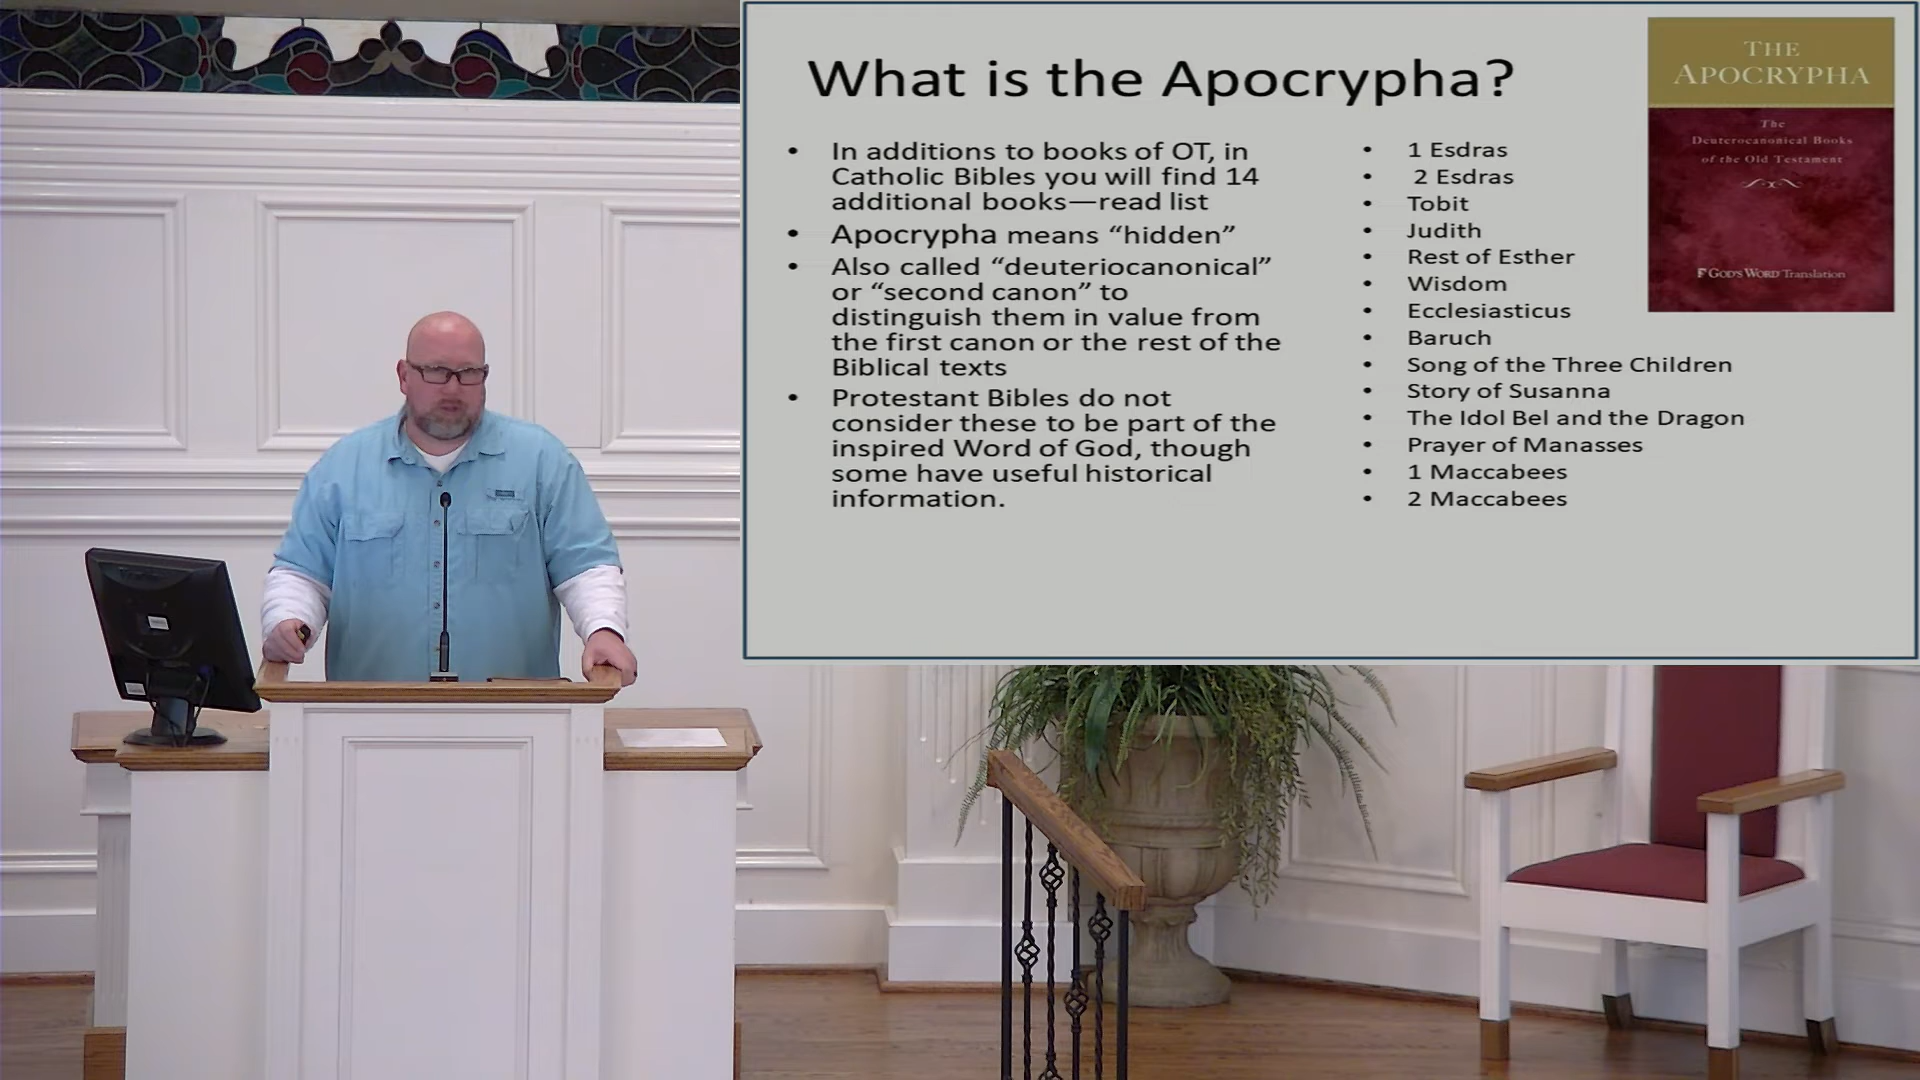 What is the Apocrypha?
• In additions to books of OT, in
Catholic Bibles you will find 14
additional books—read list
• Apocrypha means “hidden”
• Also called “deuteriocanonical”
or “second canon” to
distinguish them in value from
the first canon or the rest of the
Biblical texts
• Protestant Bibles do not
consider these to be part of the
inspired Word of God, though
some have useful historical
information.
• 1 Esdras
• 2 Esdras
• Tobit
• Judith
• Rest of Esther
• Wisdom
• Ecclesiasticus
• Baruch
• Song of the Three Children
• Story of Susanna
• The Idol Bel and the Dragon
• Prayer of Manasses
• 1 Maccabees
• 2 Maccabees
THE
APOCRYPHA
The
Deuterocanonical Books
of the Old Testament
GOD'S WORD Translation